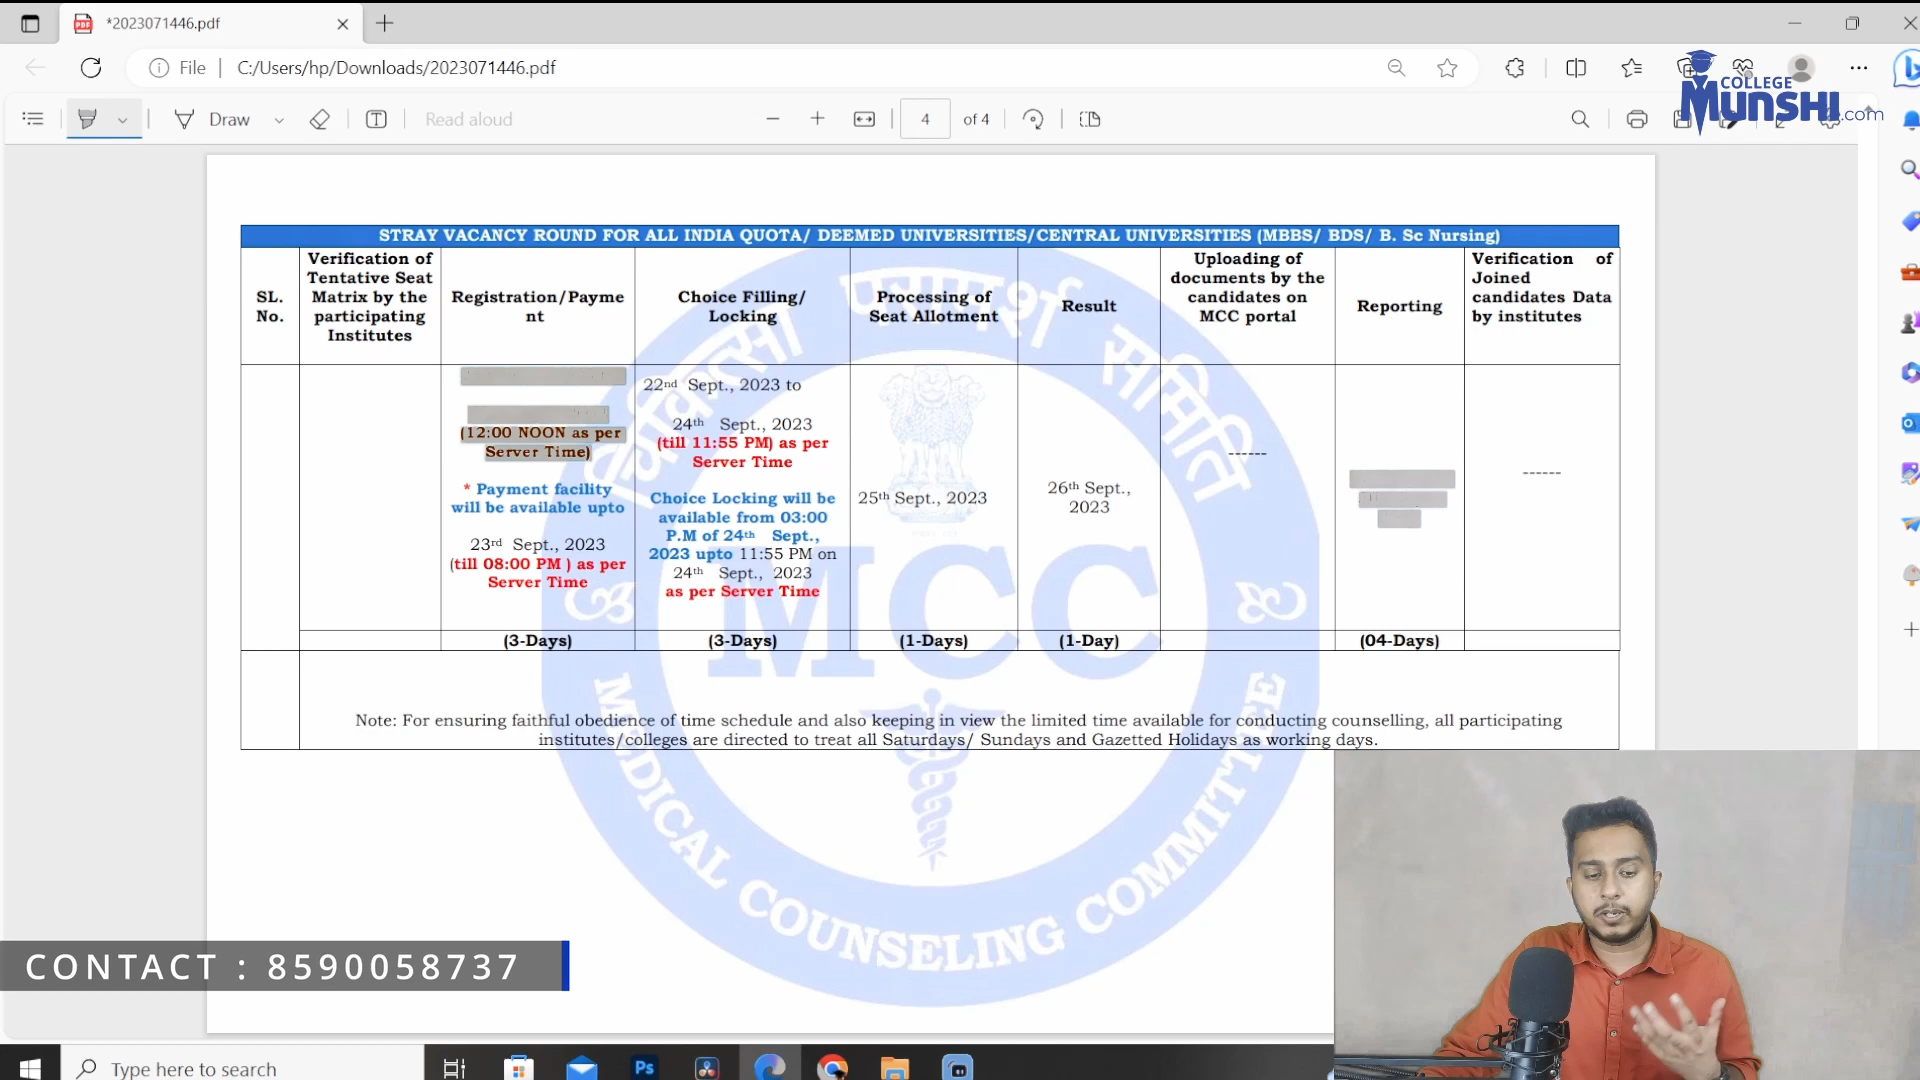 *2023071446.pdf
File
C:/Users/hp/Downloads/2023071446.pdf
COLLEGE
MUNSHI.com
Draw
Read aloud
4
of 4
STRAY VACANCY ROUND FOR ALL INDIA QUOTA/ DEEMED UNIVERSITIES/CENTRAL UNIVERSITIES (MBBS/ BDS/ B. Sc Nursing)
SL.
No.
Verification of
Tentative Seat
Matrix by the
participating
Institutes
Registration/Payme
nt
Choice Filling/
Locking
Processing of
Seat Allotment
Result
Uploading of
documents by the
candidates on
MCC portal
Reporting
Verification of
Joined
candidates Data
by institutes
(12:00 NOON as per
Server Time)
* Payment facility
will be available upto
23rd Sept., 2023
(till 08:00 PM ) as per
Server Time
22nd Sept., 2023 to
24th Sept., 2023
(till 11:55 PM) as per
Server Time
Choice Locking will be
available from 03:00
P.M of 24th Sept.,
2023 upto 11:55 PM on
24th Sept., 2023
as per Server Time
25th Sept., 2023
26th Sept.,
2023
------
------
(3-Days)
(3-Days)
(1-Days)
(1-Day)
(04-Days)
Note: For ensuring faithful obedience of time schedule and also keeping in view the limited time available for conducting counselling, all participating
institutes/colleges are directed to treat all Saturdays/ Sundays and Gazetted Holidays as working days.
चिकित्सा परामर्श समिति
MCC
MEDICAL COUNSELING COMMITTEE
CONTACT : 8590058737
Type here to search
Ps